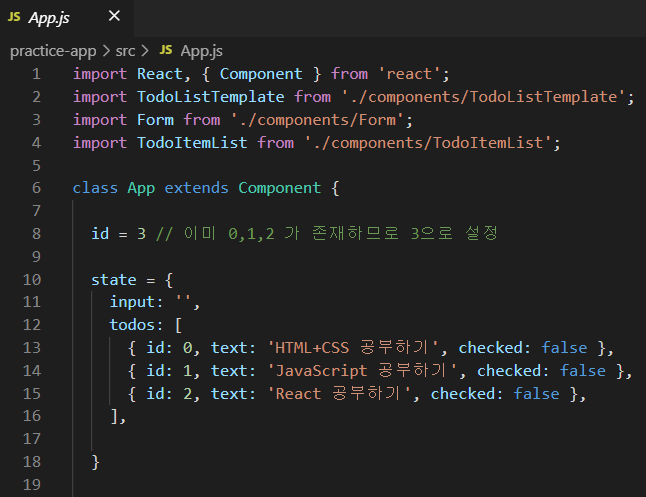 JS App.js ×
practice-app > src > JS App.js
1 import React, { Component } from 'react';
2 import TodoListTemplate from './components/TodoListTemplate';
3 import Form from './components/Form';
4 import TodoItemList from './components/TodoItemList';
5
6 class App extends Component {
7
8 id = 3 // 이미 0,1,2 가 존재하므로 3으로 설정
9
10 state = {
11 input: '',
12 todos: [
13 { id: 0, text: 'HTML+CSS 공부하기', checked: false },
14 { id: 1, text: 'JavaScript 공부하기', checked: false },
15 { id: 2, text: 'React 공부하기', checked: false },
16 ],
17
18 }
19